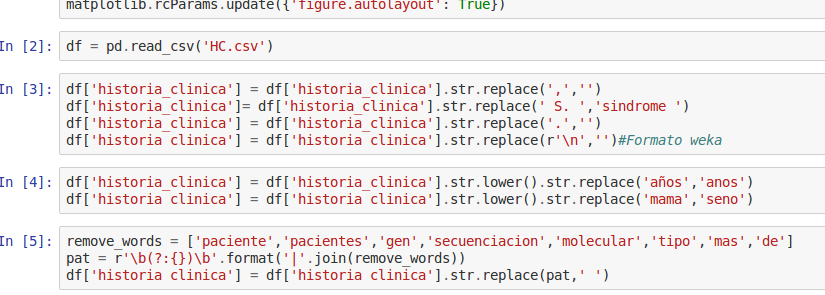 matplotlib.rcParams.update({'figure.autolayout': True})
In [2]: df = pd.read_csv('HC.csv')
In [3]: df['historia_clinica'] = df['historia_clinica'].str.replace(',','')
df['historia_clinica']= df['historia_clinica'].str.replace(' S. ','sindrome ')
df['historia_clinica'] = df['historia_clinica'].str.replace('.','')
df['historia_clinica'] = df['historia_clinica'].str.replace(r'\n','')#Formato weka
In [4]: df['historia_clinica'] = df['historia_clinica'].str.lower().str.replace('años','anos')
df['historia_clinica'] = df['historia_clinica'].str.lower().str.replace('mama','seno')
In [5]: remove_words = ['paciente','pacientes','gen','secuenciacion','molecular','tipo','mas','de']
pat = r'\b(?:{})\b'.format('|'.join(remove_words))
df['historia clinica'] = df['historia clinica'].str.replace(pat,' ')